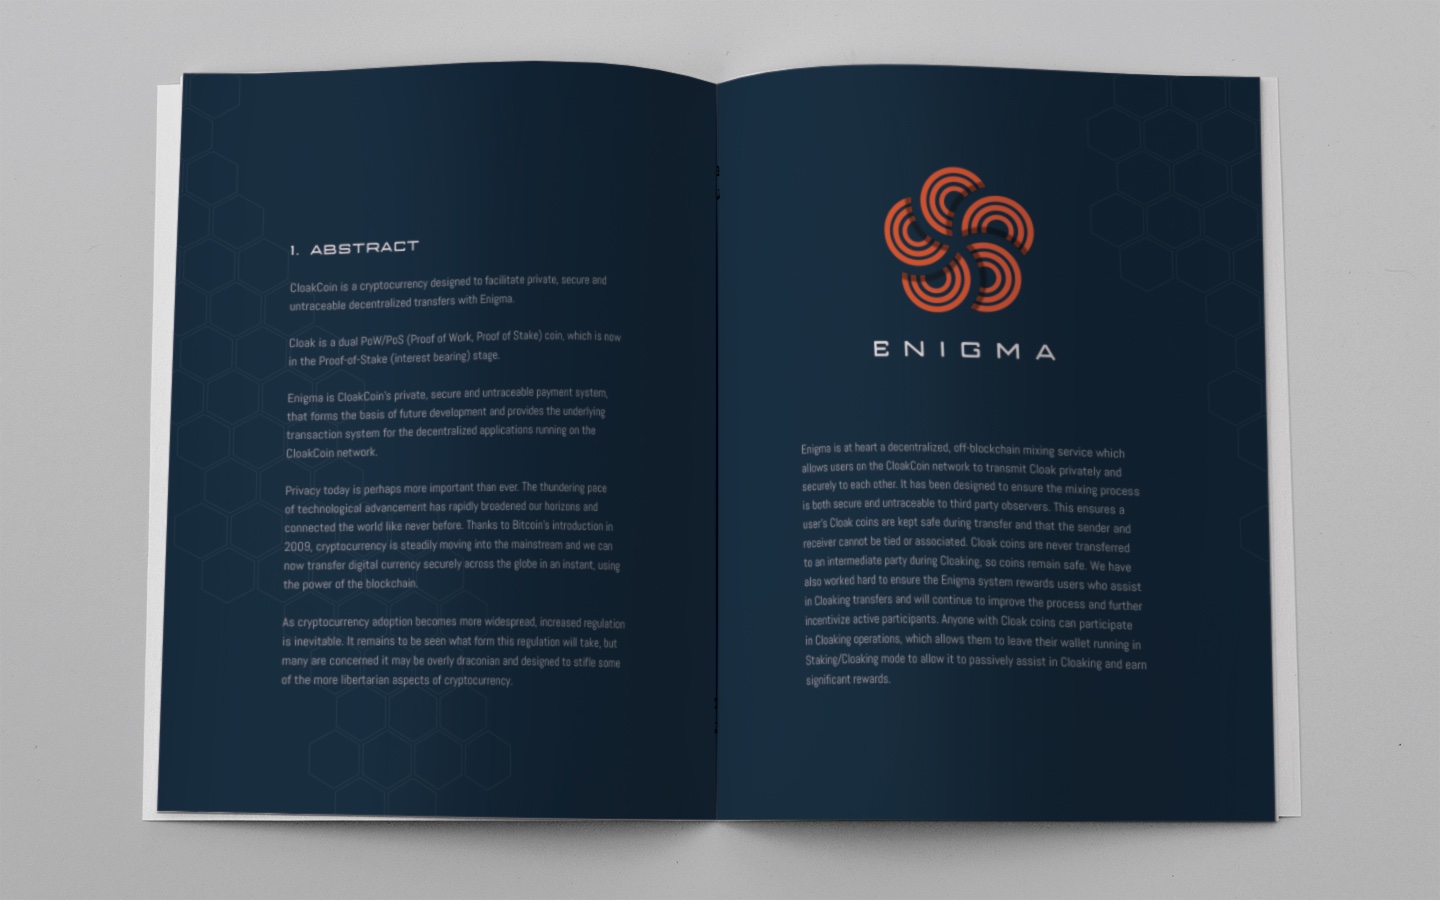 1. ABSTRACT
CloakCoin is a cryptocurrency designed to facilitate private, secure and
untraceable decentralized transfers with Enigma.
Cloak is a dual PoW/PoS (Proof of Work, Proof of Stake) coin, which is now
in the Proof-of-Stake (interest bearing) stage.
Enigma is CloakCoin's private, secure and untraceable payment system,
that forms the basis of future development and provides the underlying
transaction system for the decentralized applications running on the
CloakCoin network.
Privacy today is perhaps more important than ever. The thundering pace
of technological advancement has rapidly broadened our horizons and
connected the world like never before. Thanks to Bitcoin's introduction in
2009, cryptocurrency is steadily moving into the mainstream and we can
now transfer digital currency securely across the globe in an instant, using
the power of the blockchain.
As cryptocurrency adoption becomes more widespread, increased regulation
is inevitable. It remains to be seen what form this regulation will take, but
many are concerned it may be overly draconian and designed to stifle some
of the more libertarian aspects of cryptocurrency.
ENIGMA
Enigma is at heart a decentralized, off-blockchain mixing service which
allows users on the CloakCoin network to transmit Cloak privately and
securely to each other. It has been designed to ensure the mixing process
is both secure and untraceable to third party observers. This ensures a
user's Cloak coins are kept safe during transfer and that the sender and
receiver cannot be tied or associated. Cloak coins are never transferred
to an intermediate party during Cloaking, so coins remain safe. We have
also worked hard to ensure the Enigma system rewards users who assist
in Cloaking transfers and will continue to improve the process and further
incentivize active participants. Anyone with Cloak coins can participate
in Cloaking operations, which allows them to leave their wallet running in
Staking/Cloaking mode to allow it to passively assist in Cloaking and earn
significant rewards.